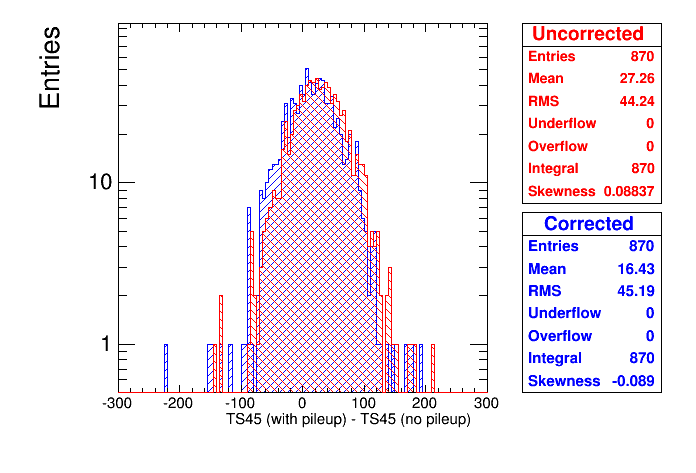 Entries
10
1
-300 -200 -100 0 100 200 300
TS45 (with pileup) - TS45 (no pileup)
Uncorrected
Entries 870
Mean 27.26
RMS 44.24
Underflow 0
Overflow 0
Integral 870
Skewness 0.08837
Corrected
Entries 870
Mean 16.43
RMS 45.19
Underflow 0
Overflow 0
Integral 870
Skewness -0.089